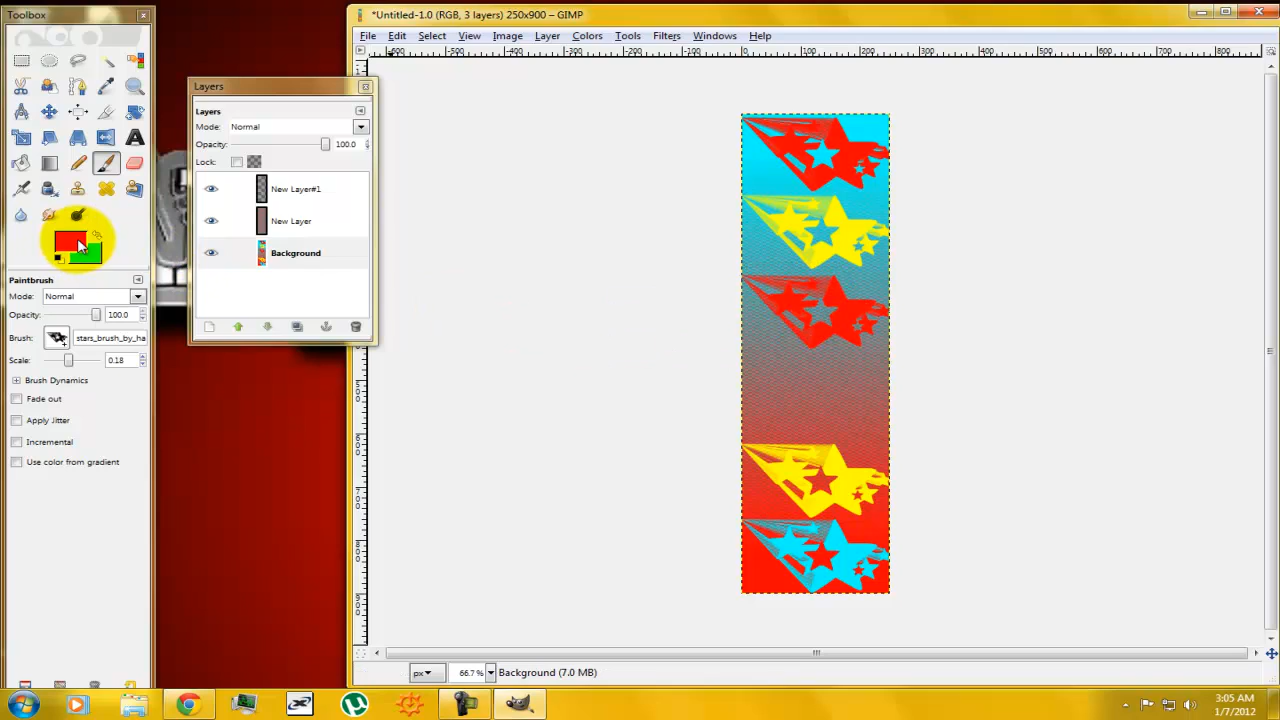 Toolbox
*Untitled-1.0 (RGB, 3 layers) 250x900 – GIMP
File Edit Select View Image Layer Colors Tools Filters Windows Help
Layers
Layers
Mode: Normal
Opacity: 100.0
Lock:
New Layer#1
New Layer
Background
Paintbrush
Mode: Normal
Opacity: 100.0
Brush: stars_brush_by_ha
Scale: 0.18
Brush Dynamics
Fade out
Apply Jitter
Incremental
Use color from gradient
px 66.7% Background (7.0 MB)
3:05 AM
1/7/2012